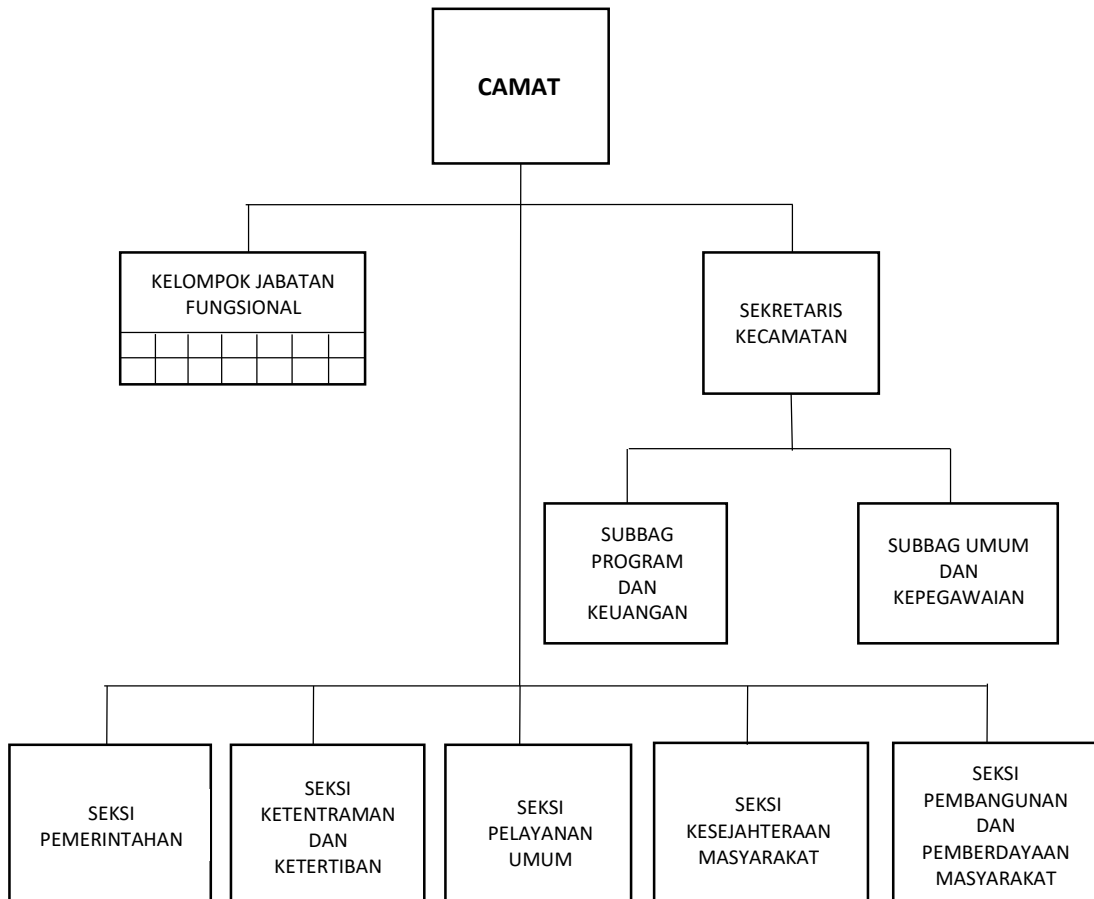 CAMAT
KELOMPOK JABATAN
FUNGSIONAL
SEKRETARIS
KECAMATAN
SUBBAG
PROGRAM
DAN
KEUANGAN
SUBBAG UMUM
DAN
KEPEGAWAIAN
SEKSI
PEMERINTAHAN
SEKSI
KETENTRAMAN
DAN
KETERTIBAN
SEKSI
PELAYANAN
UMUM
SEKSI
KESEJAHTERAAN
MASYARAKAT
SEKSI
PEMBANGUNAN
DAN
PEMBERDAYAAN
MASYARAKAT